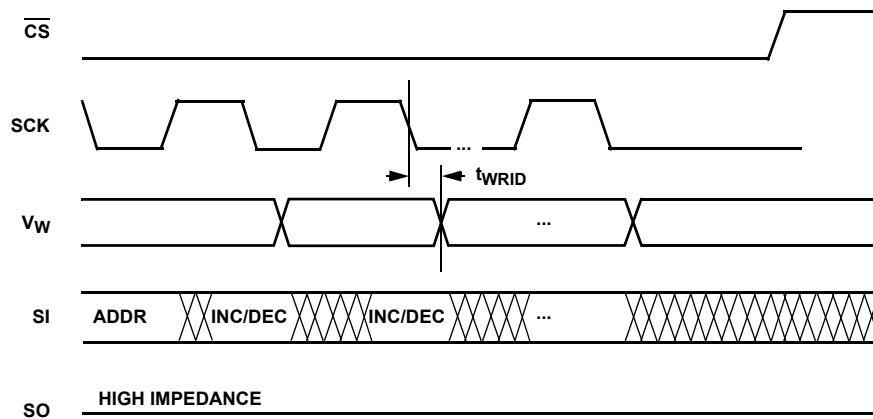 CS
SCK
...
tWRID
VW
...
SI ADDR INC/DEC INC/DEC ...
HIGH IMPEDANCE
SO